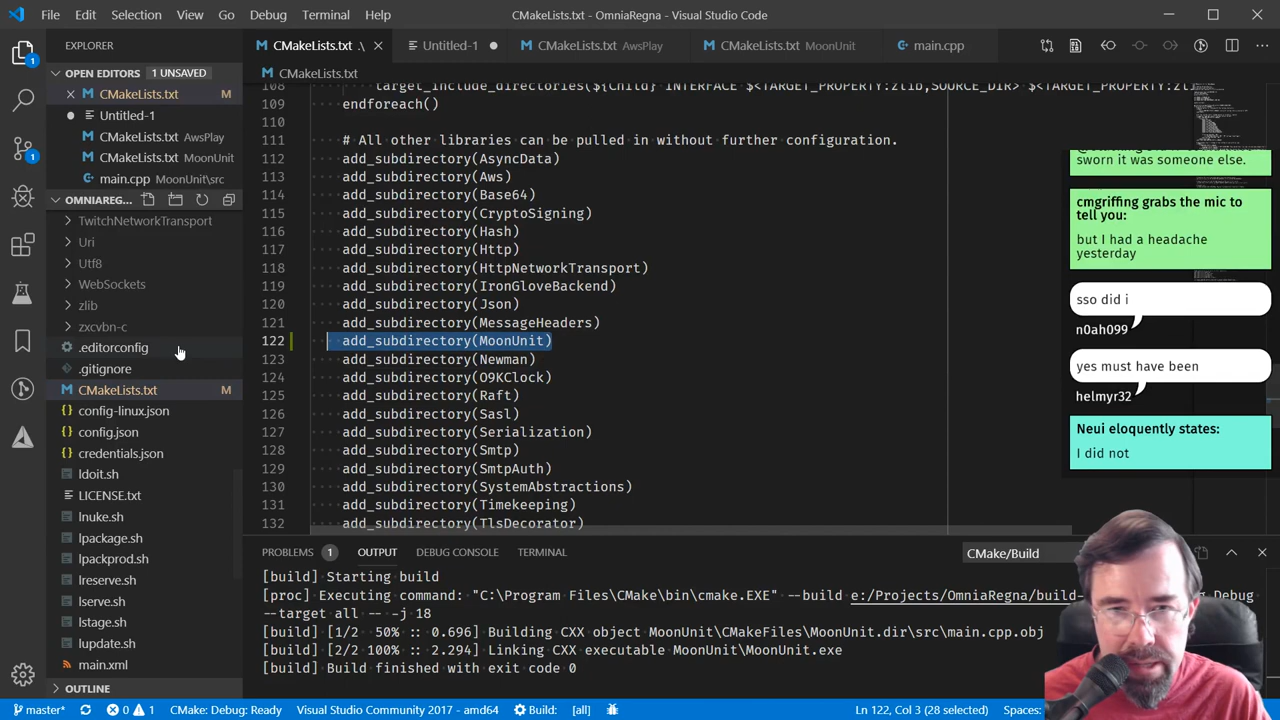 File Edit Selection View Go Debug Terminal Help
CMakeLists.txt - OmniaRegna - Visual Studio Code
EXPLORER
CMakeLists.txt .\
Untitled-1
CMakeLists.txt AwsPlay
CMakeLists.txt MoonUnit
main.cpp
OPEN EDITORS 1 UNSAVED
CMakeLists.txt M
Untitled-1
CMakeLists.txt AwsPlay
CMakeLists.txt MoonUnit
main.cpp MoonUnit\src
OMNIAREG...
TwitchNetworkTransport
Uri
Utf8
WebSockets
zlib
zxcvbn-c
.editorconfig
.gitignore
CMakeLists.txt M
config-linux.json
config.json
credentials.json
ldoit.sh
LICENSE.txt
lnuke.sh
lpackage.sh
lpackprod.sh
lreserve.sh
lserve.sh
lstage.sh
lupdate.sh
main.xml
OUTLINE
CMakeLists.txt
108 target_include_directories(${Child} INTERFACE $<TARGET_PROPERTY:zlib,SOURCE_DIR> $<TARGET_PROPERTY:zl
109 endforeach()
110
111 # All other libraries can be pulled in without further configuration.
112 add_subdirectory(AsyncData)
113 add_subdirectory(Aws)
114 add_subdirectory(Base64)
115 add_subdirectory(CryptoSigning)
116 add_subdirectory(Hash)
117 add_subdirectory(Http)
118 add_subdirectory(HttpNetworkTransport)
119 add_subdirectory(IronGloveBackend)
120 add_subdirectory(Json)
121 add_subdirectory(MessageHeaders)
122 add_subdirectory(MoonUnit)
123 add_subdirectory(Newman)
124 add_subdirectory(O9KClock)
125 add_subdirectory(Raft)
126 add_subdirectory(Sasl)
127 add_subdirectory(Serialization)
128 add_subdirectory(Smtp)
129 add_subdirectory(SmtpAuth)
130 add_subdirectory(SystemAbstractions)
131 add_subdirectory(Timekeeping)
132 add_subdirectory(TlsDecorator)
sworn it was someone else.
cmgriffing grabs the mic to
tell you:
but I had a headache
yesterday
sso did i
n0ah099
yes must have been
helmyr32
Neui eloquently states:
I did not
PROBLEMS 1 OUTPUT DEBUG CONSOLE TERMINAL
CMake/Build
[build] Starting build
[proc] Executing command: "C:\Program Files\CMake\bin\cmake.EXE" --build e:/Projects/OmniaRegna/build- Debug
--target all -- -j 18
[build] [1/2 50% :: 0.696] Building CXX object MoonUnit\CMakeFiles\MoonUnit.dir\src\main.cpp.obj
[build] [2/2 100% :: 2.294] Linking CXX executable MoonUnit\MoonUnit.exe
[build] Build finished with exit code 0
master* 0 1 CMake: Debug: Ready Visual Studio Community 2017 - amd64 Build: [all] Ln 122, Col 3 (28 selected) Spaces: